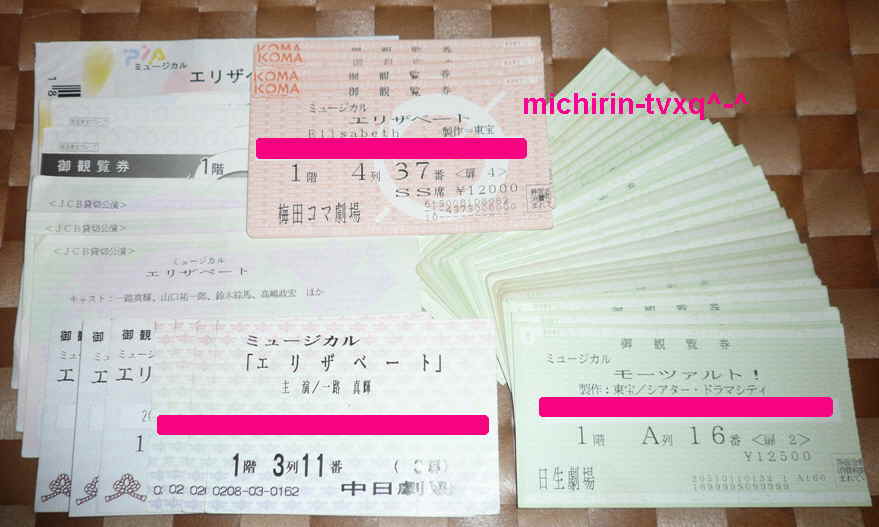 PIA
ミュージカル
エリザベ
御観覧券
1階
<JCB貸切公演>
<JCB貸切公演>
<JCB貸切公演>
ミュージカル
エリザベート
キャスト:一路真輝、山口祐一郎、鈴木綜馬、高嶋政宏 ほか
KOMA
KOMA 御観覧券
KOMA 御観覧券
KOMA 御観覧券
ミュージカル
エリザベート
Elisabeth 製作=東宝
1階 4列 37番 <扉 4>
SS席 ¥12000
梅田コマ劇場
michirin-tvxq^-^
御観
ミュー
エリ
1
ミュージカル
「エリザベート」
主演/一路 真輝
1階 3列11番
0208-03-0162
中日劇
御観覧券
ミュージカル
モーツァルト!
製作:東宝/シアター・ドラマシティ
1階 A列 16番 <扉 2>
¥12500
日生劇場